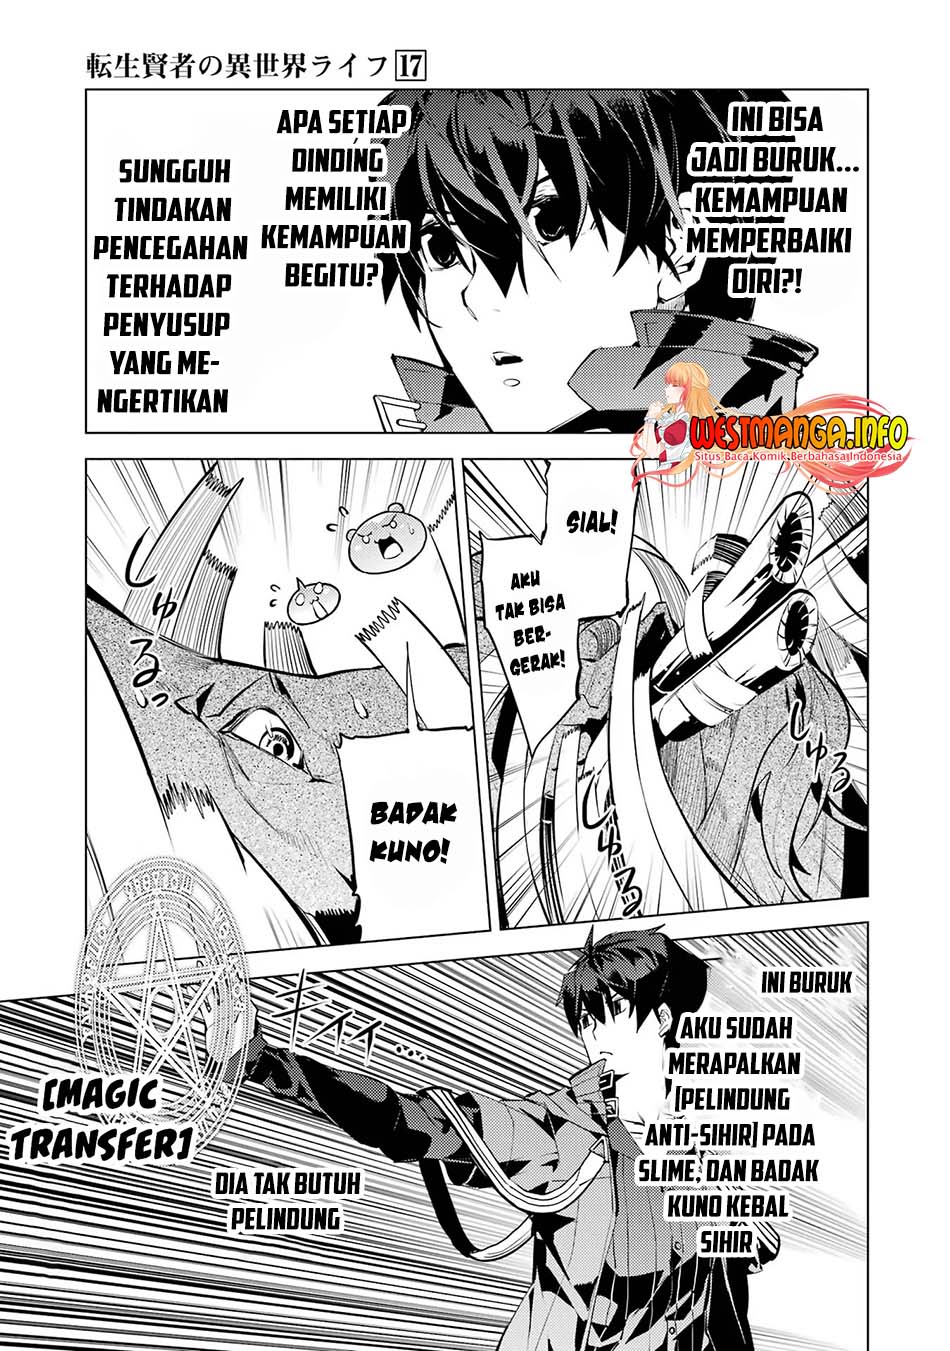 転生賢者の異世界ライフ 17
INI BISA
JADI BURUK...
KEMAMPUAN
MEMPERBAIKI
DIRI?!
APA SETIAP
DINDING
MEMILIKI
KEMAMPUAN
BEGITU?
SUNGGUH
TINDAKAN
PENCEGAHAN
TERHADAP
PENYUSUP
YANG ME-
NGERTIKAN
WESTMANGA.INFO
Situs Baca Komik Berbahasa Indonesia
SIAL!
AKU
TAK BISA
BER-
GERAK!
しゅる
しゅる
しゅるるっ
BADAK
KUNO!
INI BURUK
AKU SUDAH
MERAPALKAN
[PELINDUNG
ANTI-SIHIR] PADA
SLIME, DAN BADAK
KUNO KEBAL
SIHIR
[MAGIC
TRANSFER]
DIA TAK BUTUH
PELINDUNG